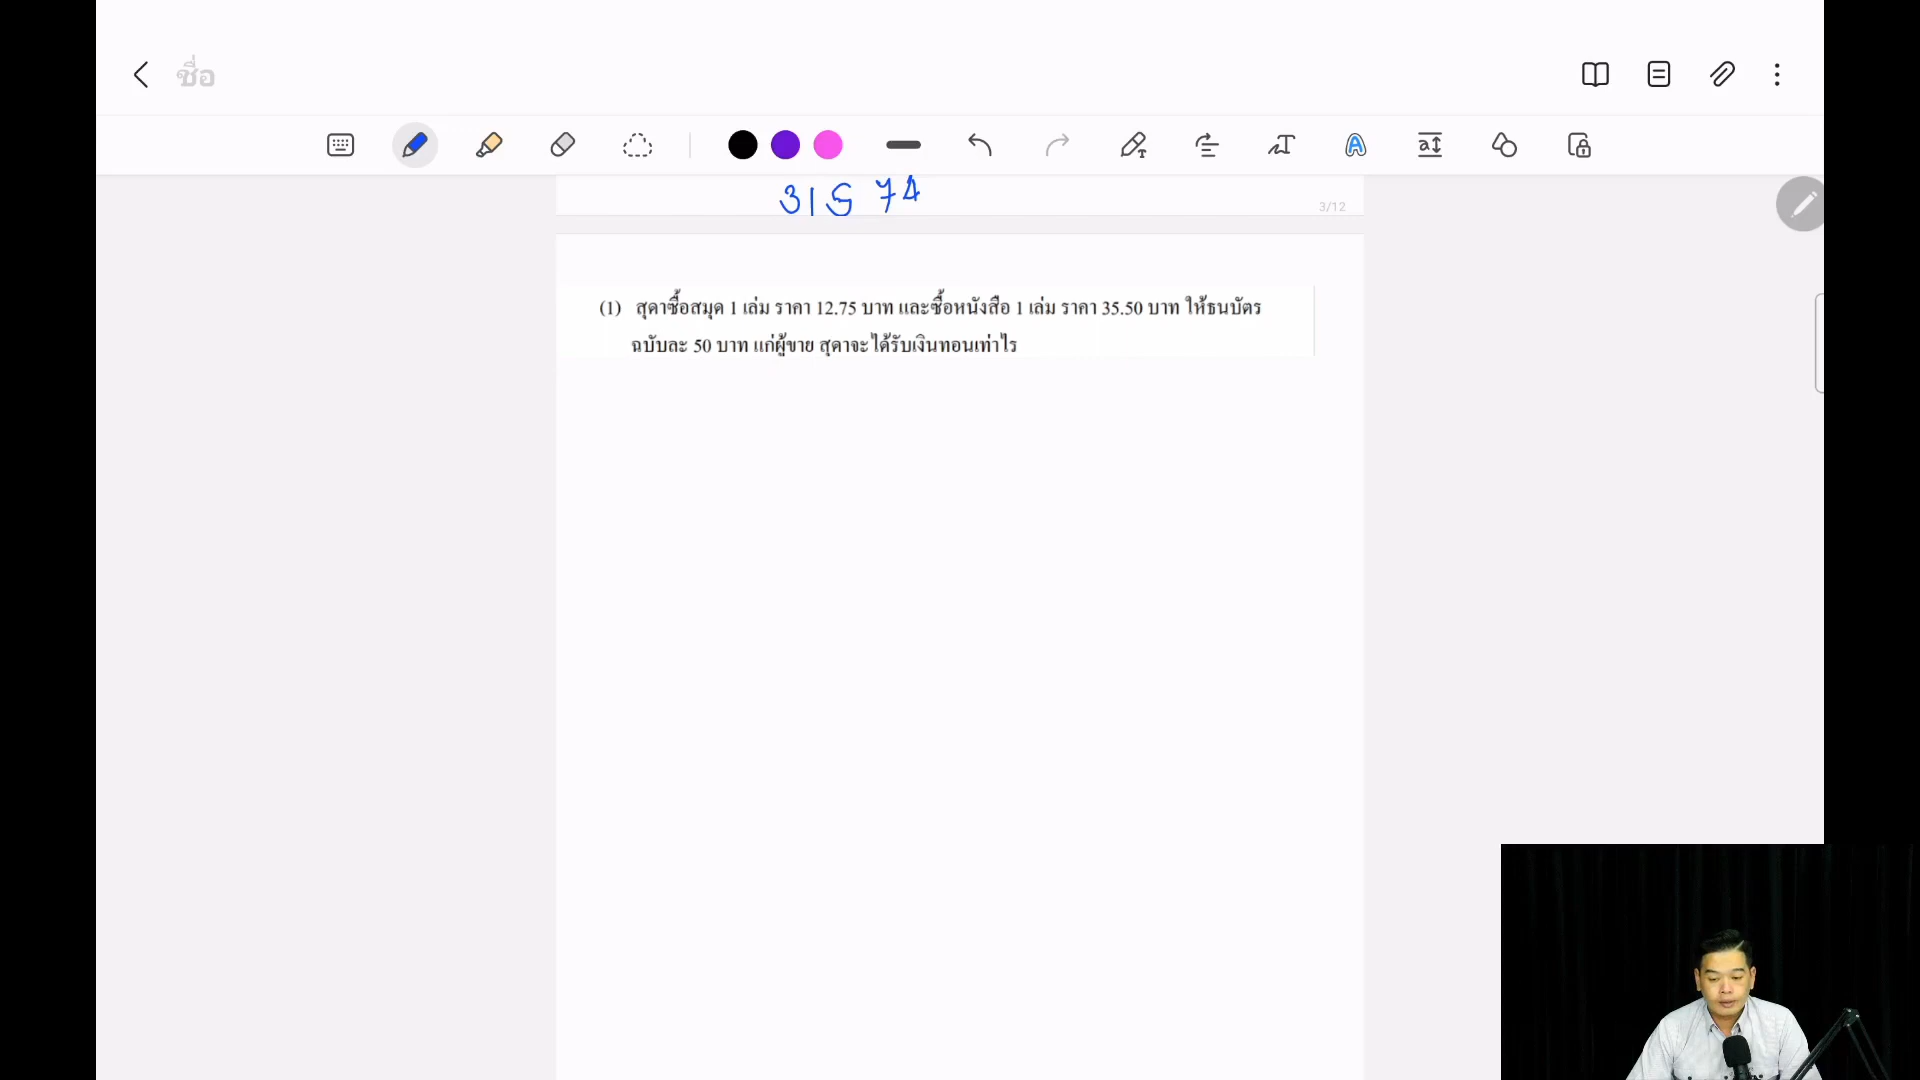 ชื่อ
31574
3/12
(1) สุดาซื้อสมุด 1 เล่ม ราคา 12.75 บาท และซื้อหนังสือ 1 เล่ม ราคา 35.50 บาท ให้ธนบัตร
ฉบับละ 50 บาท แก่ผู้ขาย สุดาจะได้รับเงินทอนเท่าไร